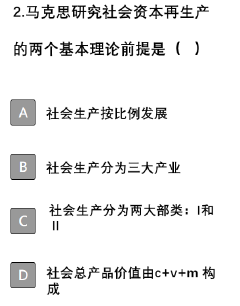 2.马克思研究社会资本再生产
的两个基本理论前提是（ ）
A 社会生产按比例发展
B 社会生产分为三大产业
C 社会生产分为两大部类：I和
II
D 社会总产品价值由c+v+m 构
成